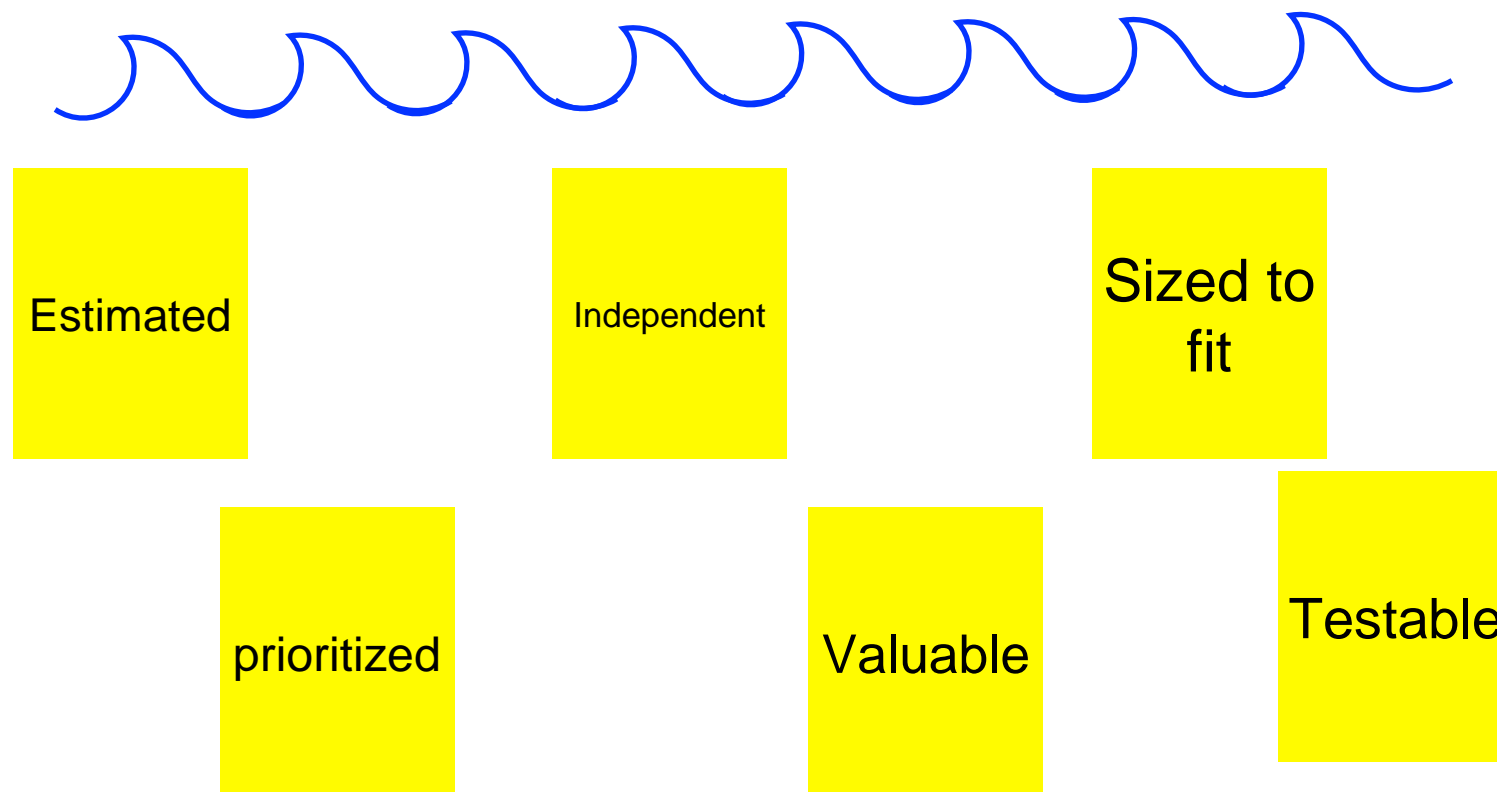 Estimated
Independent
Sized to
fit
prioritized
Valuable
Testable